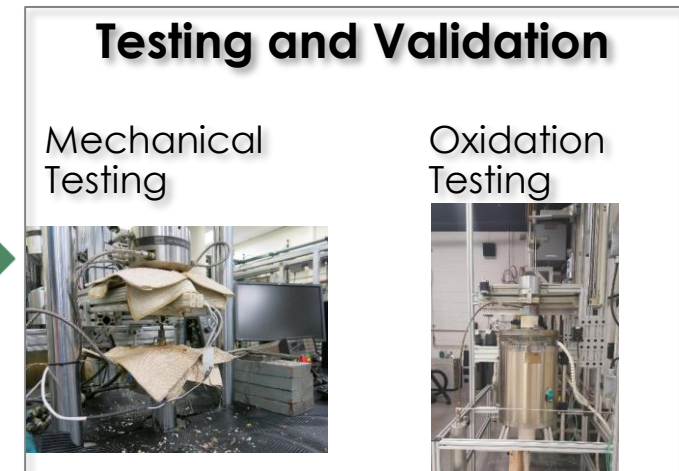 Testing and Validation
Mechanical
Testing
Oxidation
Testing